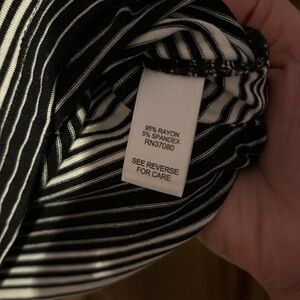 95% RAYON
5% SPANDEX
RN37080
SEE REVERSE
FOR CARE